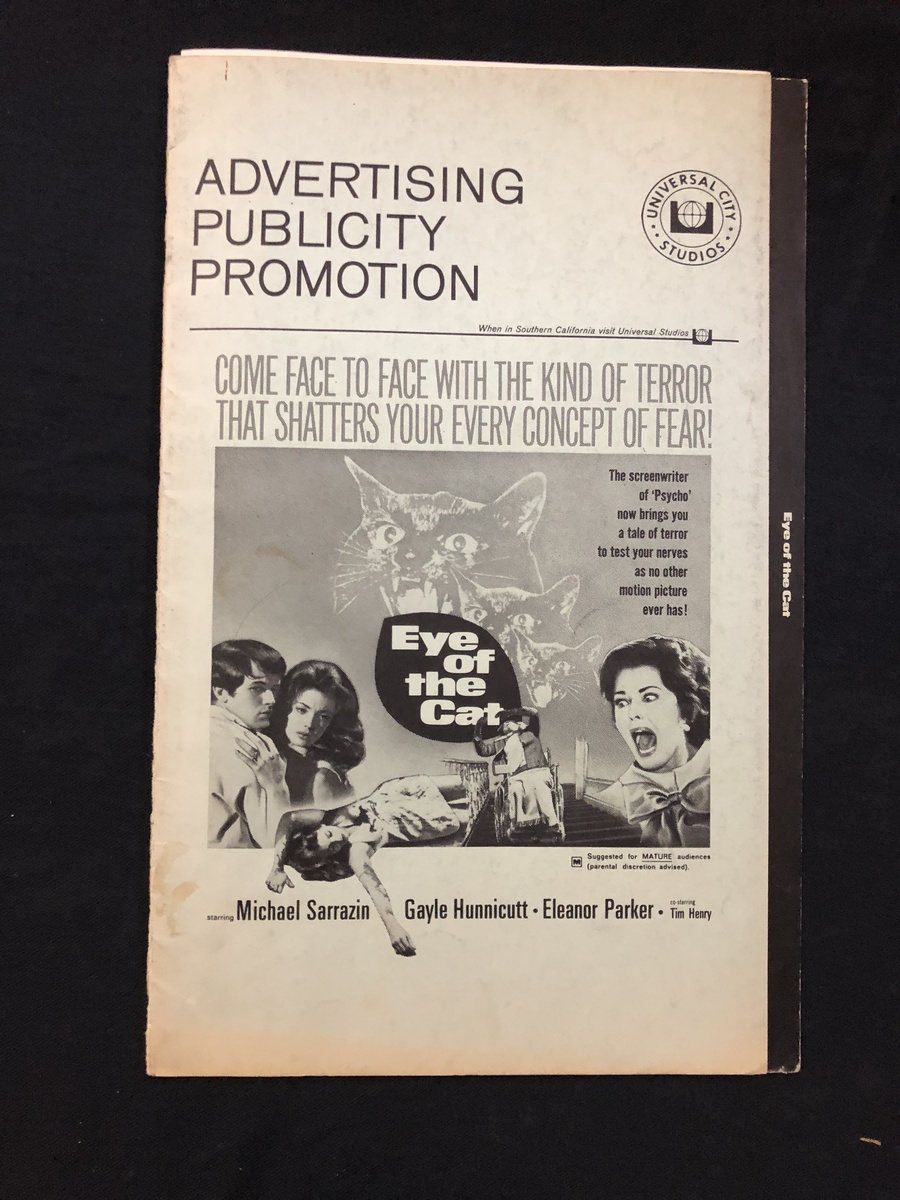 ADVERTISING
PUBLICITY
PROMOTION
UNIVERSAL CITY
STUDIOS
When in Southern California visit Universal Studios
COME FACE TO FACE WITH THE KIND OF TERROR
THAT SHATTERS YOUR EVERY CONCEPT OF FEAR!
The screenwriter
of 'Psycho'
now brings you
a tale of terror
to test your nerves
as no other
motion picture
ever has!
Eye
of
the
Cat
M Suggested for MATURE audiences
(parental discretion advised).
starring Michael Sarrazin Gayle Hunnicutt • Eleanor Parker • co-starring Tim Henry
Eye of the Cat